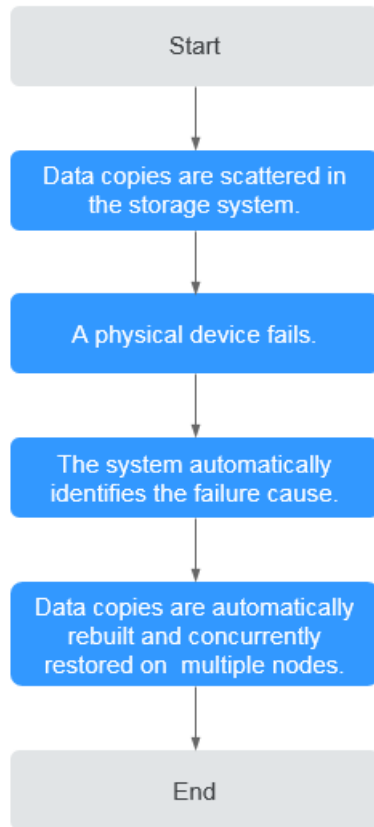 Start
Data copies are scattered in
the storage system.
A physical device fails.
The system automatically
identifies the failure cause.
Data copies are automatically
rebuilt and concurrently
restored on  multiple nodes.
End